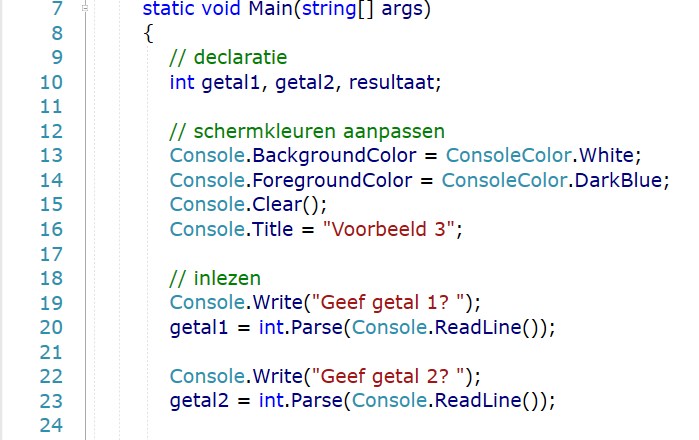 7 static void Main(string[] args)
8 {
9 // declaratie
10 int getal1, getal2, resultaat;
11
12 // schermkleuren aanpassen
13 Console.BackgroundColor = ConsoleColor.White;
14 Console.ForegroundColor = ConsoleColor.DarkBlue;
15 Console.Clear();
16 Console.Title = "Voorbeeld 3";
17
18 // inlezen
19 Console.Write("Geef getal 1? ");
20 getal1 = int.Parse(Console.ReadLine());
21
22 Console.Write("Geef getal 2? ");
23 getal2 = int.Parse(Console.ReadLine());
24